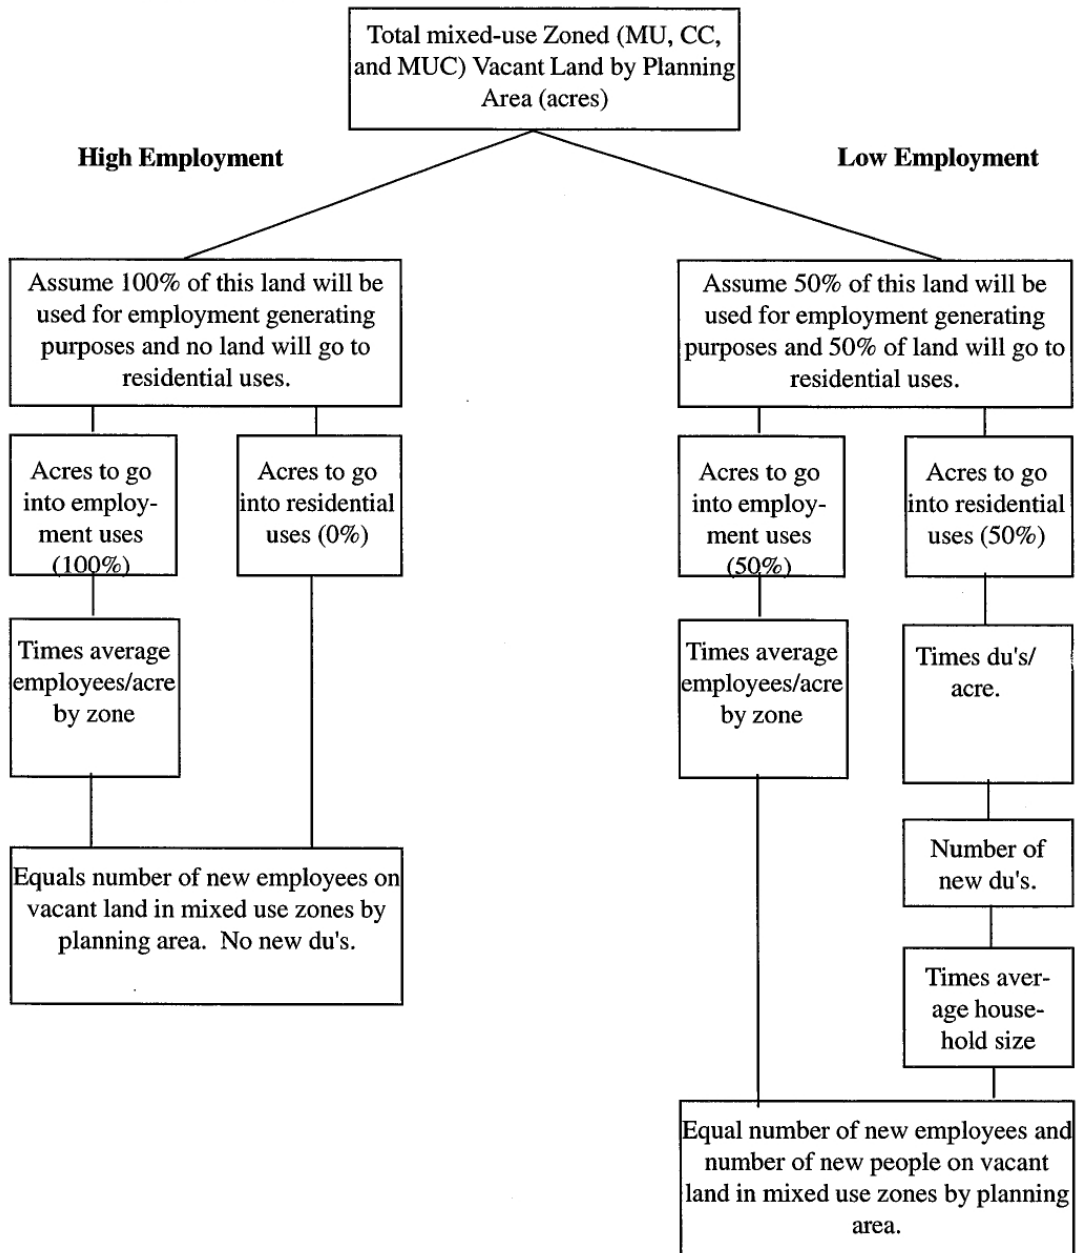 Total mixed-use Zoned (MU, CC,
and MUC) Vacant Land by Planning
Area (acres)
High Employment
Low Employment
Assume 100% of this land will be
used for employment generating
purposes and no land will go to
residential uses.
Assume 50% of this land will be
used for employment generating
purposes and 50% of land will go to
residential uses.
Acres to go
into employ-
ment uses
(100%)
Acres to go
into residential
uses (0%)
Acres to go
into employ-
ment uses
(50%)
Acres to go
into residential
uses (50%)
Times average
employees/acre
by zone
Times average
employees/acre
by zone
Times du's/
acre.
Number of
new du's.
Equals number of new employees on
vacant land in mixed use zones by
planning area.  No new du's.
Times aver-
age house-
hold size
Equal number of new employees and
number of new people on vacant
land in mixed use zones by planning
area.